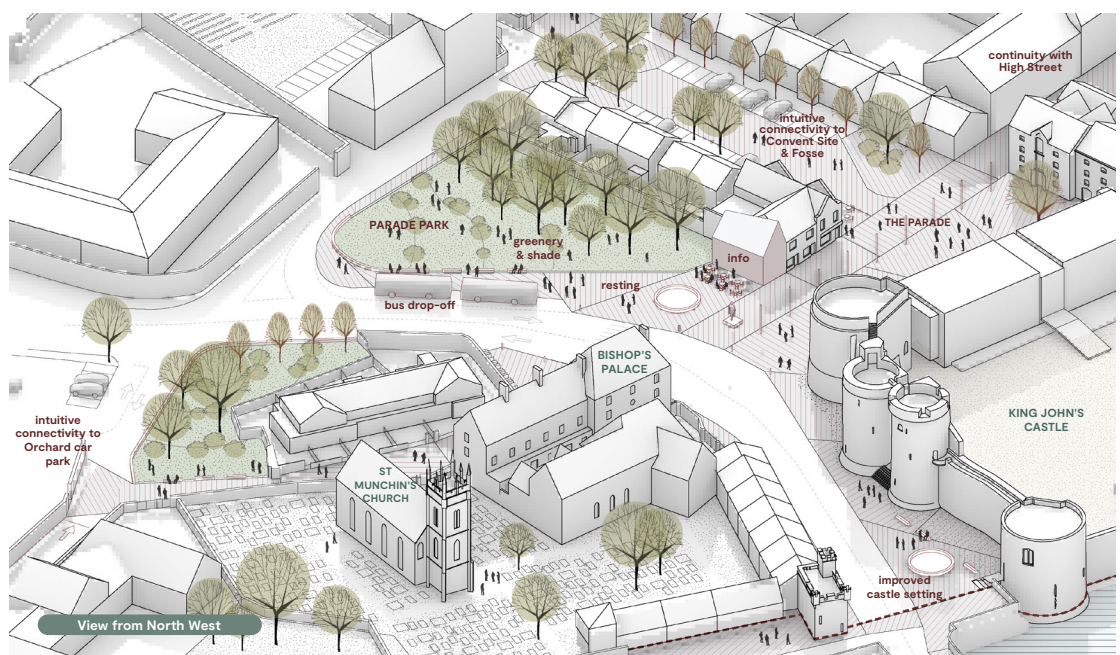 continuity with
High Street
intuitive
connectivity to
Convent Site
& Fosse
PARADE PARK
greenery
& shade
THE PARADE
info
resting
bus drop-off
BISHOP'S
PALACE
KING JOHN'S
CASTLE
intuitive
connectivity to
Orchard car
park
ST
MUNCHIN'S
CHURCH
improved
castle setting
View from North West